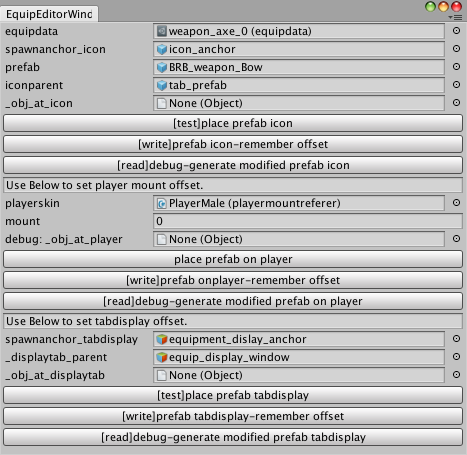 EquipEditorWind
equipdata weapon_axe_0 (equipdata)
spawnanchor_icon icon_anchor
prefab BRB_weapon_Bow
iconparent tab_prefab
_obj_at_icon None (Object)
[test]place prefab icon
[write]prefab icon-remember offset
[read]debug-generate modified prefab icon
Use Below to set player mount offset.
playerskin PlayerMale (playermountreferer)
mount 0
debug: _obj_at_player None (Object)
place prefab on player
[write]prefab onplayer-remember offset
[read]debug-generate modified prefab on player
Use Below to set tabdisplay offset.
spawnanchor_tabdisplay equipment_dislay_anchor
_displaytab_parent equip_display_window
_obj_at_displaytab None (Object)
[test]place prefab tabdisplay
[write]prefab tabdisplay-remember offset
[read]debug-generate modified prefab tabdisplay